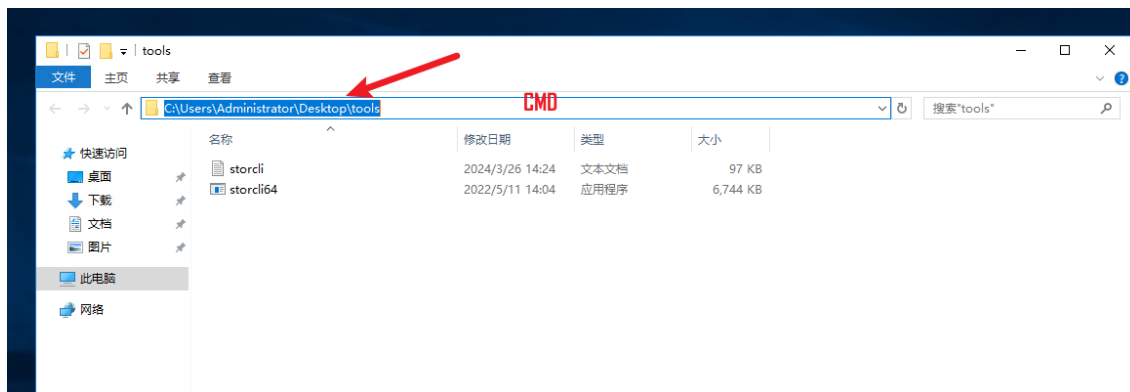 tools
文件 主页 共享 查看
C:\Users\Administrator\Desktop\tools CMD 搜索"tools"
名称 修改日期 类型 大小
快速访问
storcli 2024/3/26 14:24 文本文档 97 KB
桌面
storcli64 2022/5/11 14:04 应用程序 6,744 KB
下载
文档
图片
此电脑
网络